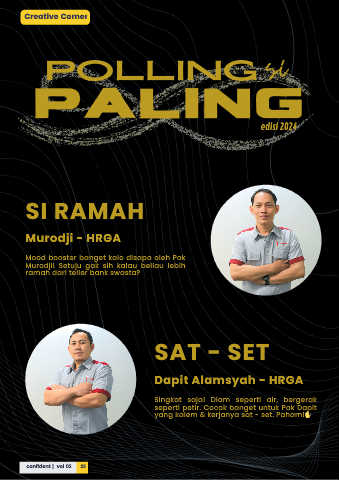 Creative Corner
POLLING si
PALING
edisi 2024
SI RAMAH
Murodji - HRGA
Mood booster banget kalo disapa oleh Pak
Murodji! Setuju gak sih kalau beliau lebih
ramah dari teller bank swasta?
SAT - SET
Dapit Alamsyah - HRGA
Singkat saja! Diam seperti air, bergerak
seperti petir. Cocok banget untuk Pak Dapit
yang kalem & kerjanya sat - set. Pahami✋
confident | vol 02